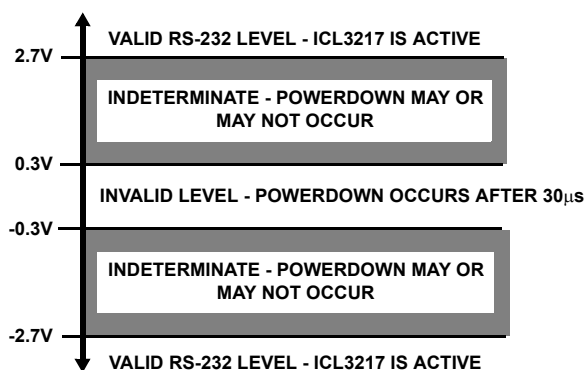 VALID RS-232 LEVEL - ICL3217 IS ACTIVE
2.7V
INDETERMINATE - POWERDOWN MAY OR
MAY NOT OCCUR
0.3V
INVALID LEVEL - POWERDOWN OCCURS AFTER 30μs
-0.3V
INDETERMINATE - POWERDOWN MAY OR
MAY NOT OCCUR
-2.7V
VALID RS-232 LEVEL - ICL3217 IS ACTIVE